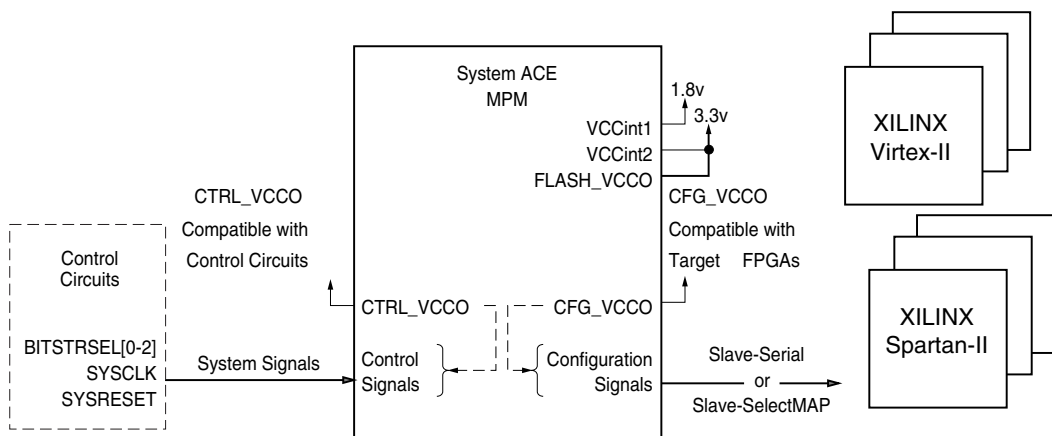 System ACE
MPM
1.8v
3.3v
VCCint1
VCCint2
FLASH_VCCO
XILINX
Virtex-II
CTRL_VCCO
Compatible with
Control Circuits
CFG_VCCO
Compatible with
Target FPGAs
Control
Circuits
BITSTRSEL[0-2]
SYSCLK
SYSRESET
System Signals
CTRL_VCCO
CFG_VCCO
Control
Signals
Configuration
Signals
Slave-Serial
or
Slave-SelectMAP
XILINX
Spartan-II